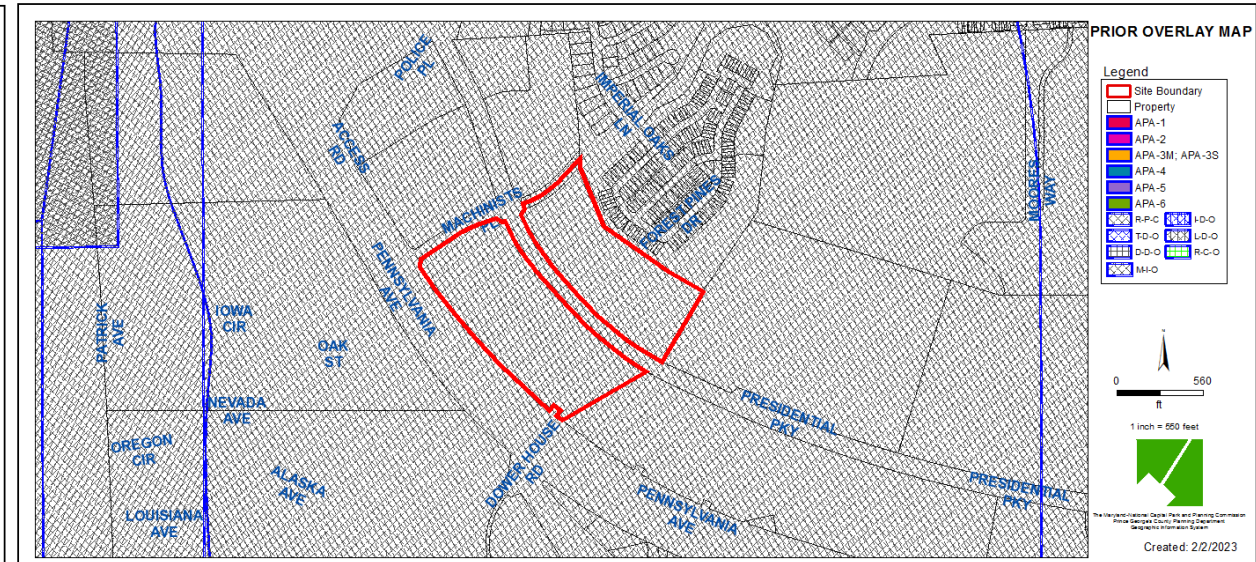 PRIOR OVERLAY MAP
Legend
Site Boundary
Property
APA-1
APA-2
APA-3M; APA-3S
APA-4
APA-5
APA-6
R-P-C
I-D-O
T-D-O
L-D-O
D-D-O
R-C-O
M-I-O
N
0 560
ft
1 inch = 560 feet
The Maryland-National Capital Park and Planning Commission
Prince George's County Planning Department
Geographic Information System
Created: 2/2/2023
POLICE
PL
IMPERIAL OAKS
LN
ACCESS
RD
MACHINISTS
PL
FOREST PINES
DR
MOORES
WAY
PENNSYLVANIA
AVE
PATRICK
AVE
IOWA
CIR
OAK
ST
NEVADA
AVE
OREGON
CIR
ALASKA
AVE
LOUISIANA
AVE
DOWER HOUSE
RD
PENNSYLVANIA
AVE
PRESIDENTIAL
PKY
PRESIDENTIAL
PKY